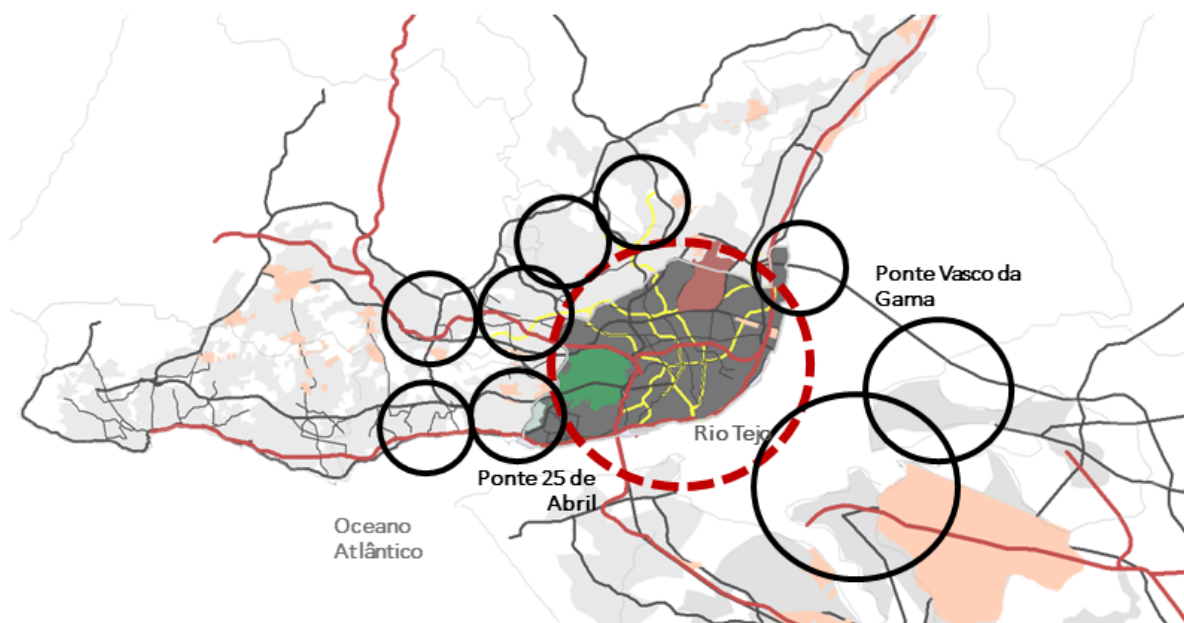 Ponte Vasco da
Gama
Rio Tejo
Ponte 25 de
Abril
Oceano
Atlântico